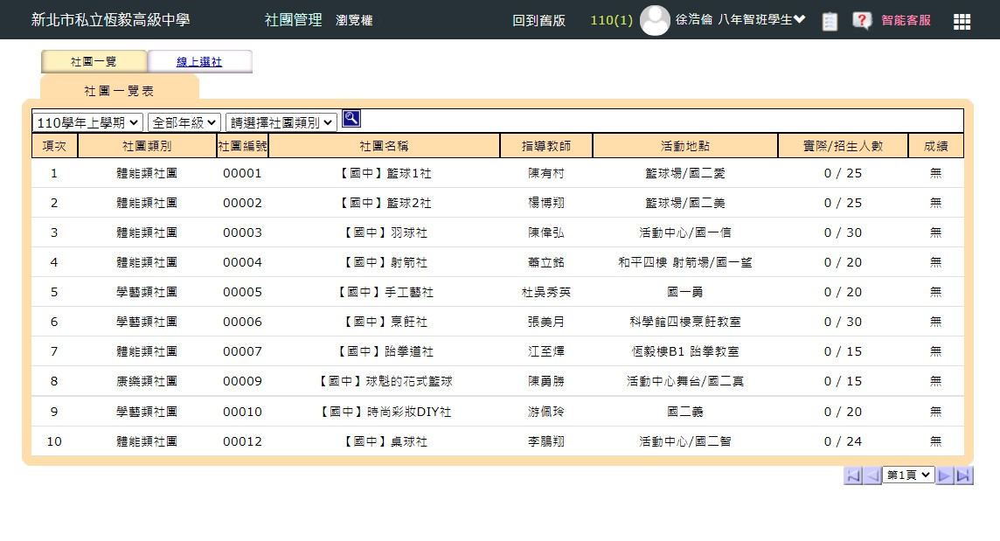 新北市私立恆毅高級中學 社團管理 瀏覽權 回到舊版 110(1) 徐浩倫 八年智班學生 智能客服
社團一覽 線上選社
社團一覽表
110學年上學期 全部年級 請選擇社團類別
項次 社團類別 社團編號 社團名稱 指導教師 活動地點 實際/招生人數 成績
1 體能類社團 00001 【國中】籃球1社 陳有村 籃球場/國二愛 0 / 25 無
2 體能類社團 00002 【國中】籃球2社 楊博翔 籃球場/國二美 0 / 25 無
3 體能類社團 00003 【國中】羽球社 陳偉弘 活動中心/國一信 0 / 30 無
4 體能類社團 00004 【國中】射箭社 蕭立銘 和平四樓 射箭場/國一望 0 / 20 無
5 學藝類社團 00005 【國中】手工藝社 杜吳秀英 國一勇 0 / 20 無
6 學藝類社團 00006 【國中】烹飪社 張美月 科學館四樓烹飪教室 0 / 30 無
7 體能類社團 00007 【國中】跆拳道社 江至燡 恆毅樓B1 跆拳教室 0 / 15 無
8 康樂類社團 00009 【國中】球魁的花式籃球 陳勇勝 活動中心舞台/國二真 0 / 15 無
9 學藝類社團 00010 【國中】時尚彩妝DIY社 游佩玲 國二義 0 / 20 無
10 體能類社團 00012 【國中】桌球社 李鵑翔 活動中心/國二智 0 / 24 無
第1頁